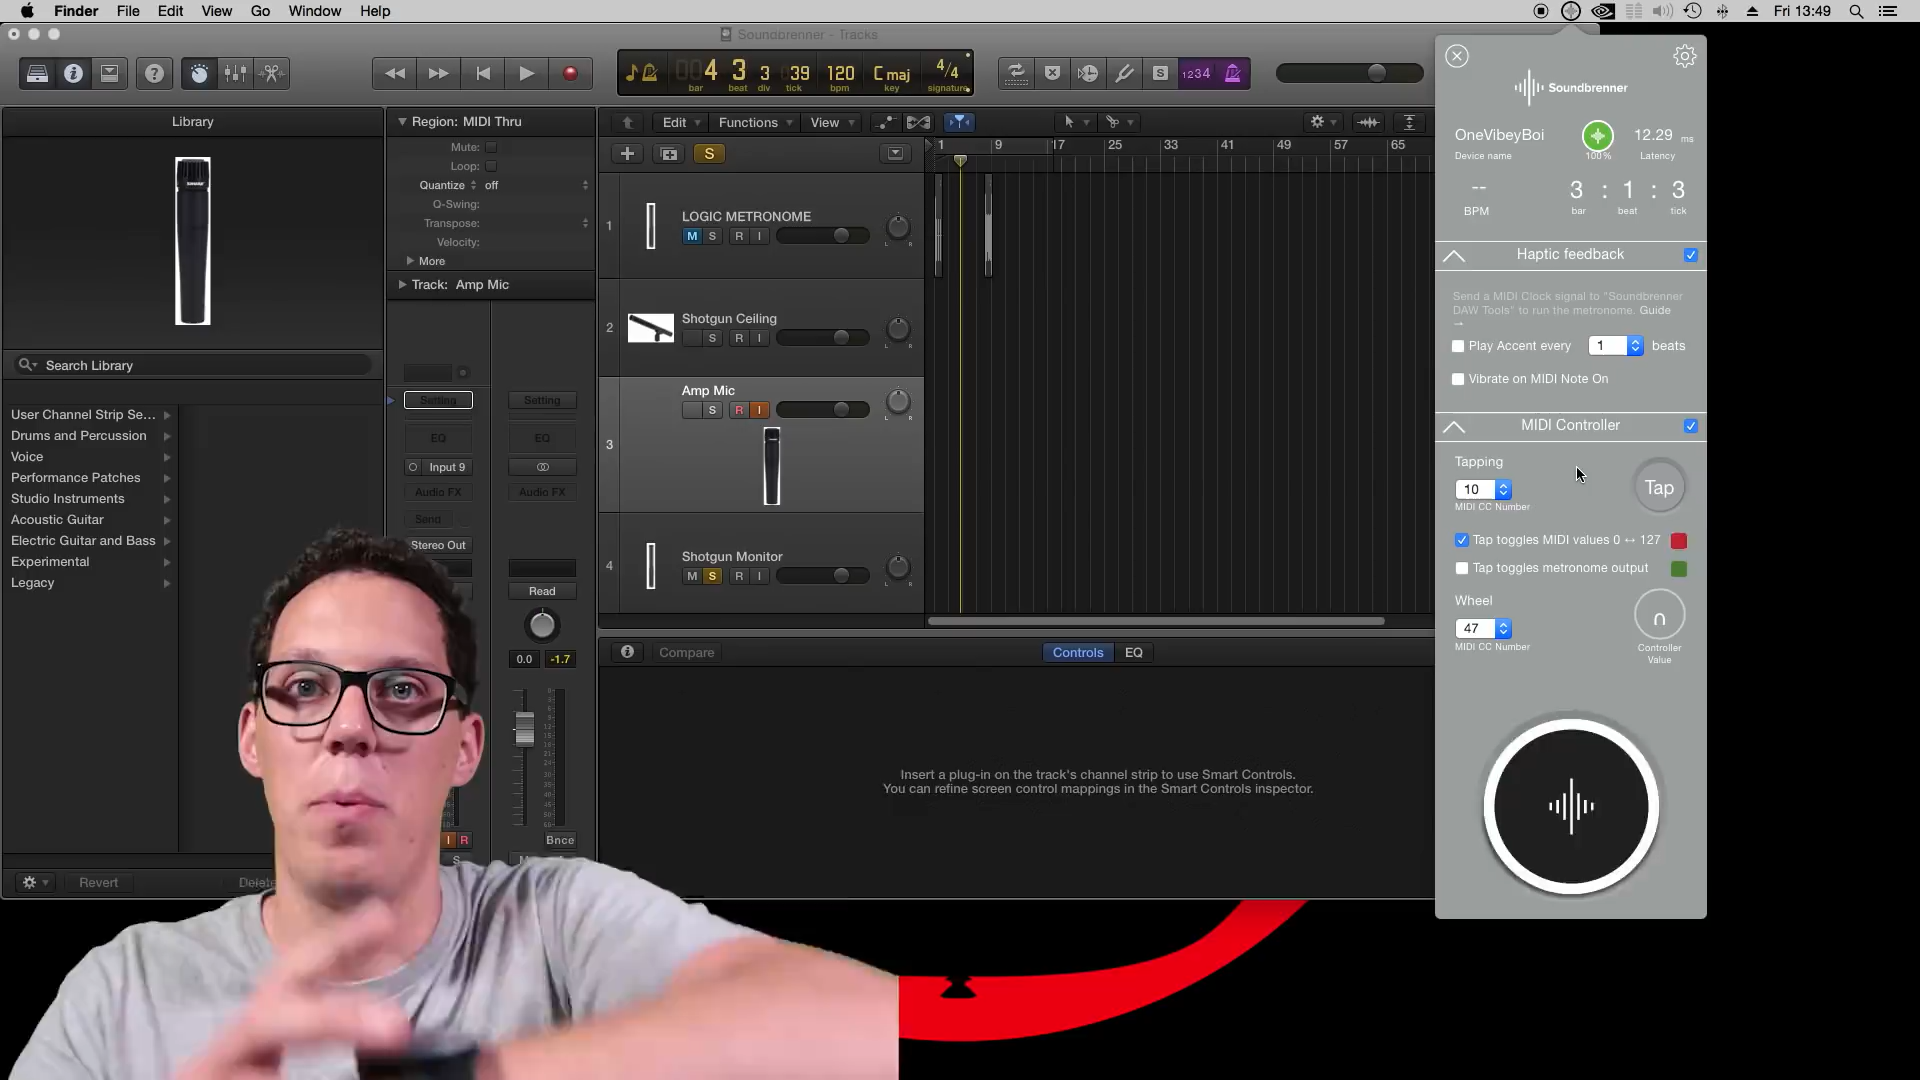 Finder File Edit View Go Window Help
Fri 13:49
Soundbrenner - Tracks
4 3 3 39 120 C maj 4/4
bar beat div tick bpm key signature
S 1234
Library
Region: MIDI Thru
Mute:
Loop:
Quantize off
Q-Swing:
Transpose:
Velocity:
More
Track: Amp Mic
Search Library
User Channel Strip Se...
Drums and Percussion
Voice
Performance Patches
Studio Instruments
Acoustic Guitar
Electric Guitar and Bass
Experimental
Legacy
Revert
Delete
Setting Setting
EQ
Input 9
Audio FX Audio FX
Send
Stereo Out
Read
0.0 -1.7
I R Bnce
Edit Functions View
S
1 9 17 25 33 41 49 57 65
1 LOGIC METRONOME
M S R I
2 Shotgun Ceiling
S R I
3 Amp Mic
S R I
4 Shotgun Monitor
M S R I
Compare
Controls EQ
Insert a plug-in on the track's channel strip to use Smart Controls.
You can refine screen control mappings in the Smart Controls inspector.
Soundbrenner
OneVibeyBoi 12.29 ms
Device name 100% Latency
-- 3 : 1 : 3
BPM bar beat tick
Haptic feedback
Send a MIDI Clock signal to "Soundbrenner
DAW Tools" to run the metronome. Guide
→
Play Accent every 1 beats
Vibrate on MIDI Note On
MIDI Controller
Tapping
10 Tap
MIDI CC Number
Tap toggles MIDI values 0 ↔ 127
Tap toggles metronome output
Wheel
47
MIDI CC Number
Controller
Value